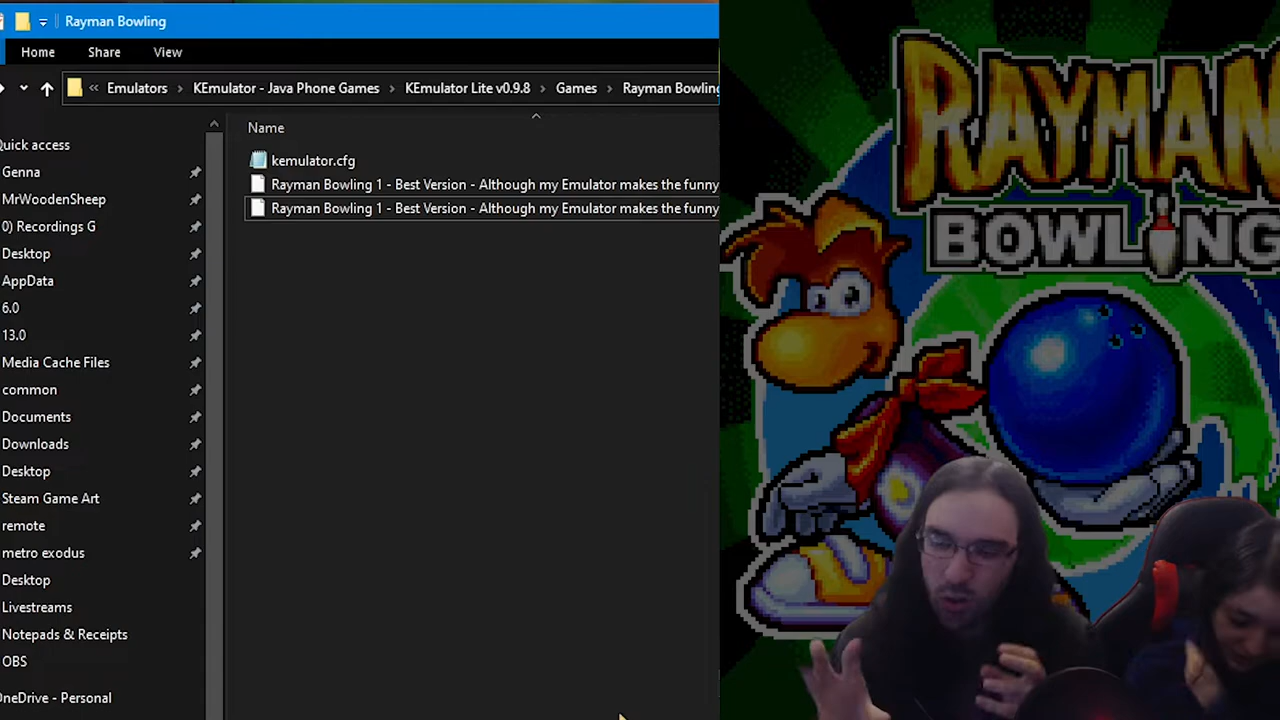 Rayman Bowling
Home Share View
Emulators KEmulator - Java Phone Games KEmulator Lite v0.9.8 Games Rayman Bowling
Name
Quick access
Genna
MrWoodenSheep
0) Recordings G
Desktop
AppData
6.0
13.0
Media Cache Files
common
Documents
Downloads
Desktop
Steam Game Art
remote
metro exodus
Desktop
Livestreams
Notepads & Receipts
OBS
OneDrive - Personal
kemulator.cfg
Rayman Bowling 1 - Best Version - Although my Emulator makes the funny
Rayman Bowling 1 - Best Version - Although my Emulator makes the funny
RAYMAN
BOWLING